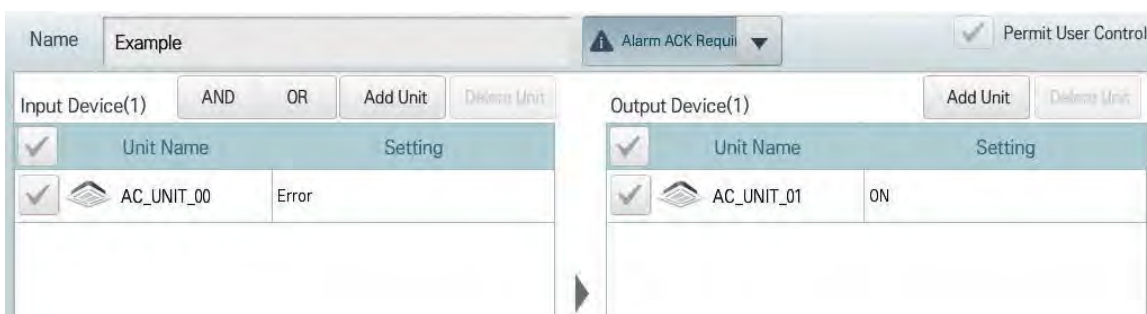 Name Example Alarm ACK Requi Permit User Control
Input Device(1) AND OR Add Unit Delete Unit Output Device(1) Add Unit Delete Unit
Unit Name Setting Unit Name Setting
AC_UNIT_00 Error AC_UNIT_01 ON